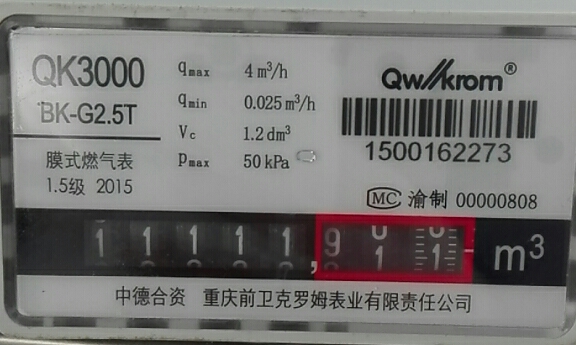 QK3000
BK-G2.5T
膜式燃气表
1.5级 2015
qmax 4 m³/h
qmin 0.025 m³/h
Vc 1.2 dm³
Pmax 50 kPa
Qw//krom®
1500162273
MC 渝制 00000808
1 1 1 1 1 , 9 m³
中德合资 重庆前卫克罗姆表业有限责任公司